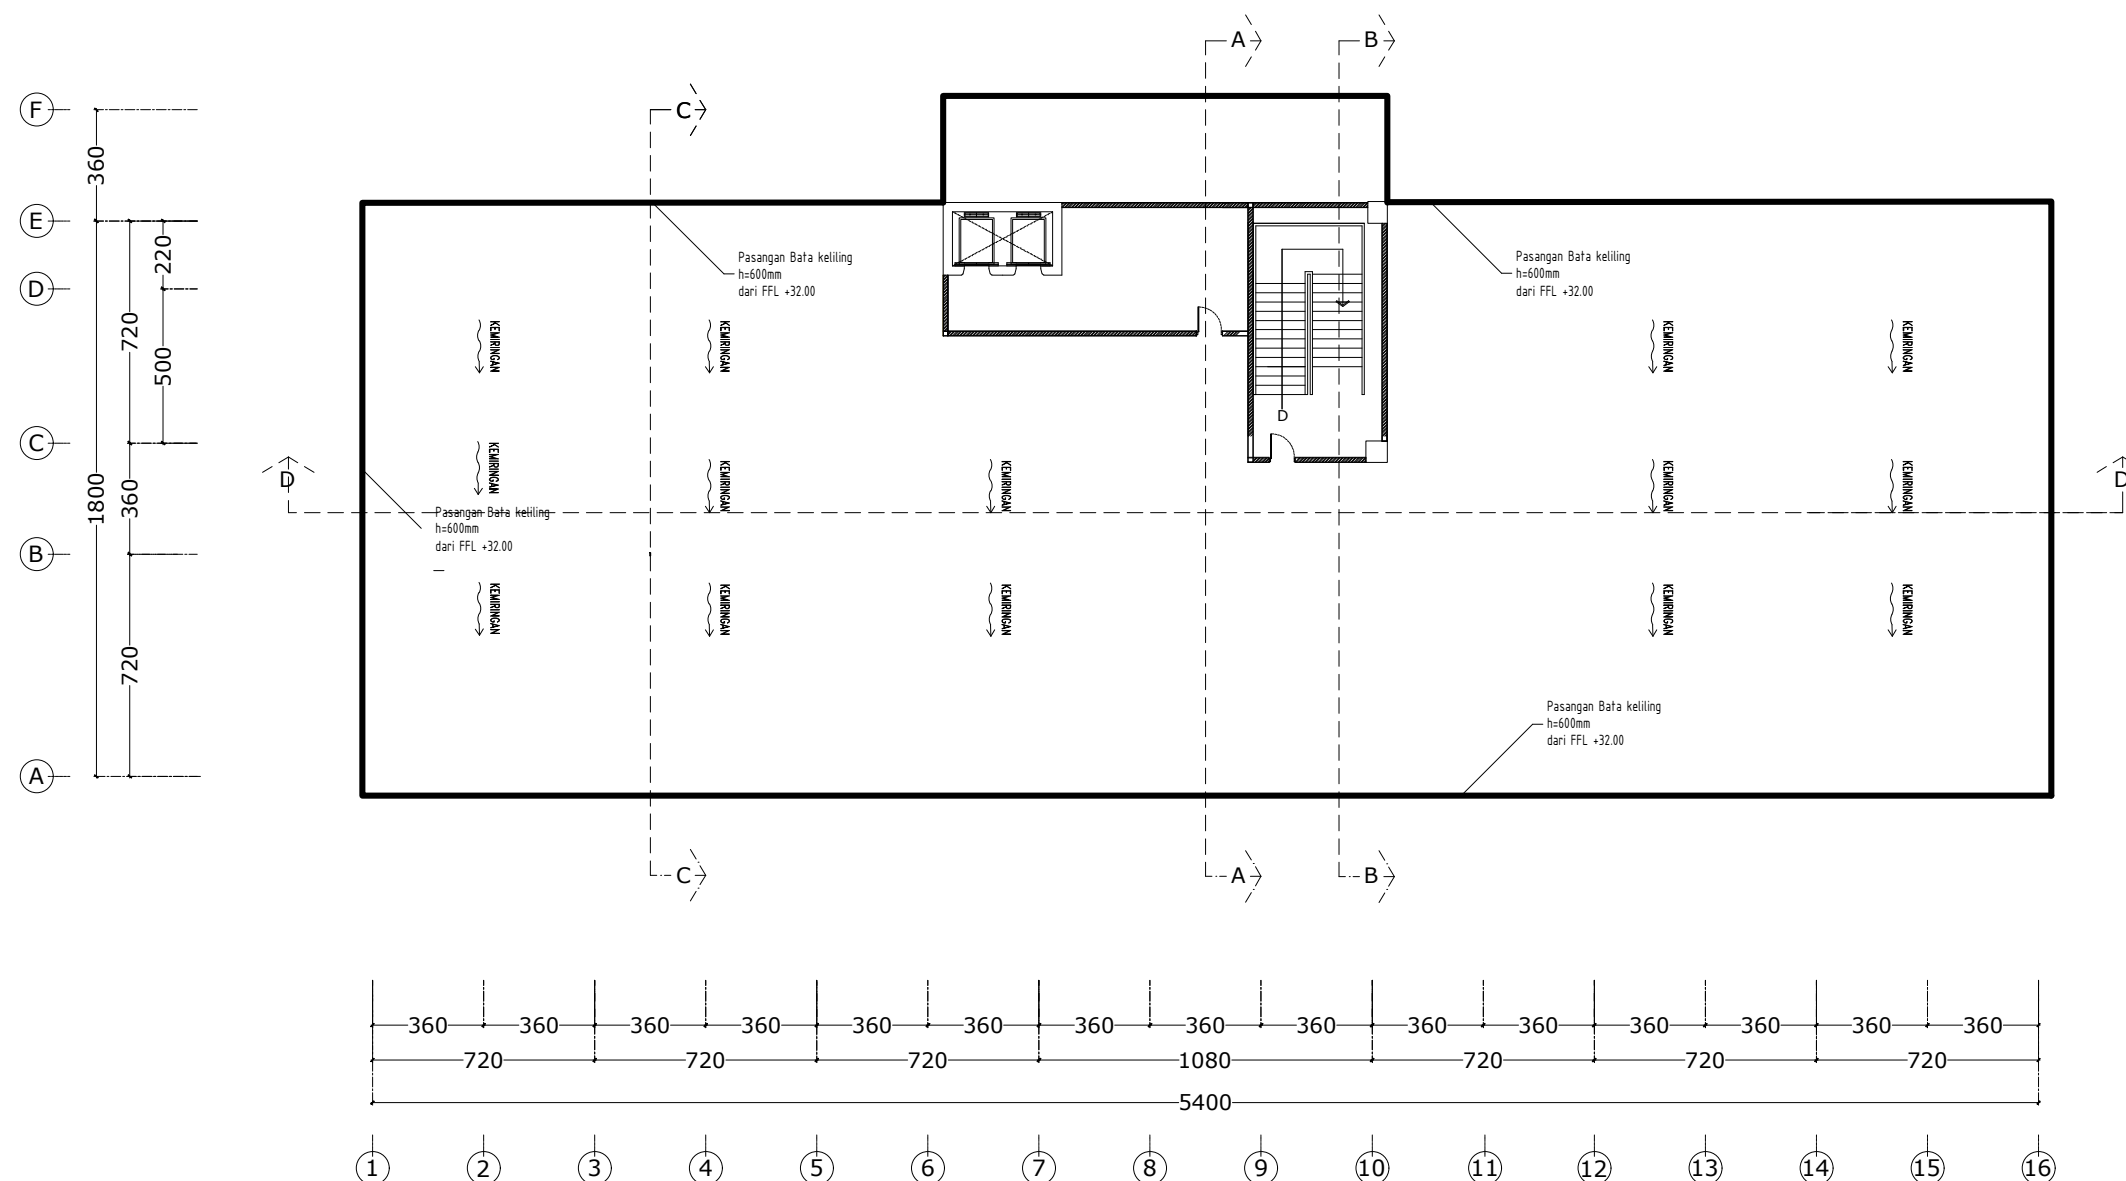 A
B
F
C
360
E
220
Pasangan Bata keliling
h=600mm
dari FFL +32.00
Pasangan Bata keliling
h=600mm
dari FFL +32.00
D
720
500
KEMIRINGAN
KEMIRINGAN
KEMIRINGAN
KEMIRINGAN
D
C
D
D
1800
360
KEMIRINGAN
KEMIRINGAN
KEMIRINGAN
KEMIRINGAN
KEMIRINGAN
Pasangan Bata keliling
h=600mm
dari FFL +32.00
B
720
KEMIRINGAN
KEMIRINGAN
KEMIRINGAN
KEMIRINGAN
KEMIRINGAN
Pasangan Bata keliling
h=600mm
dari FFL +32.00
A
C
A
B
360 360 360 360 360 360 360 360 360 360 360 360 360 360 360
720 720 720 1080 720 720 720
5400
1 2 3 4 5 6 7 8 9 10 11 12 13 14 15 16